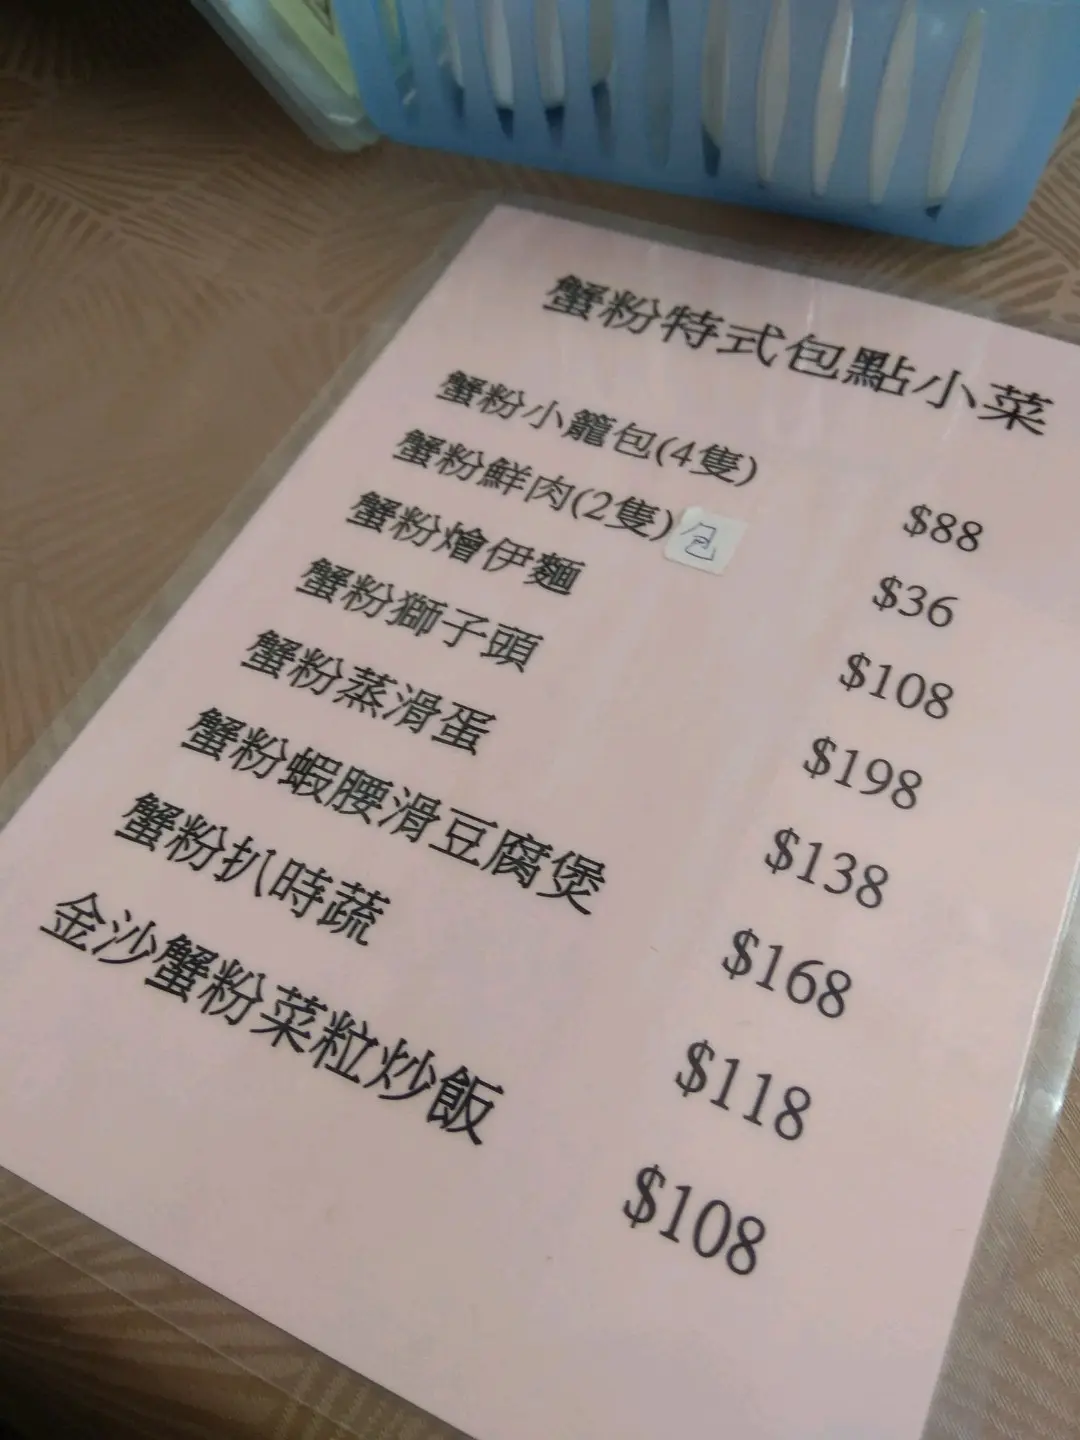 蟹粉特式包點小菜
蟹粉小籠包(4隻) $88
蟹粉鮮肉(2隻)包 $36
蟹粉燴伊麵 $108
蟹粉獅子頭 $198
蟹粉蒸滑蛋 $138
蟹粉蝦腰滑豆腐煲 $168
蟹粉扒時蔬 $118
金沙蟹粉菜粒炒飯 $108